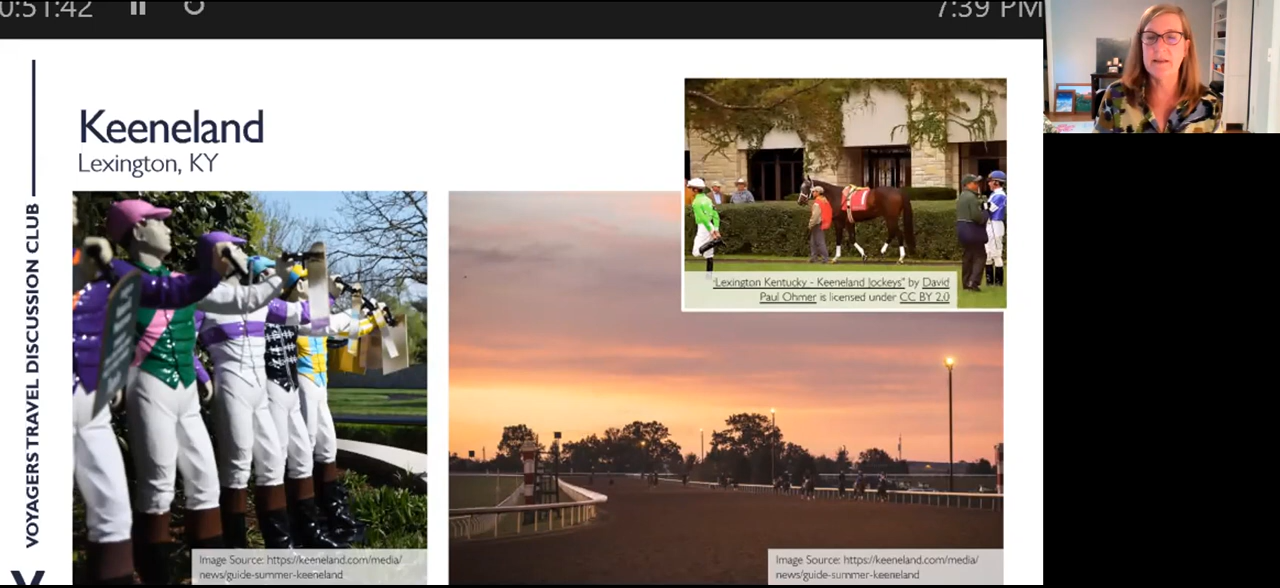 0:51:42
7:39 PM
VOYAGERS TRAVEL DISCUSSION CLUB
Keeneland
Lexington, KY
"Lexington Kentucky - Keeneland Jockeys" by David
Paul Ohmer is licensed under CC BY 2.0
Image Source: https://keeneland.com/media/
news/guide-summer-keeneland
Image Source: https://keeneland.com/media/
news/guide-summer-keeneland